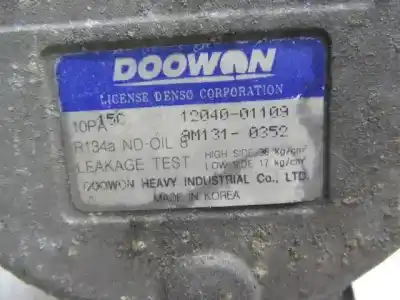 DOOWON
LICENSE DENSO CORPORATION
10PA15C 12040-01109
R134a ND-OIL 8 8M131-0352
LEAKAGE TEST HIGH SIDE 36 kg/cm² LOW SIDE 17 kg/cm²
DOOWON HEAVY INDUSTRIAL Co., LTD.
MADE IN KOREA